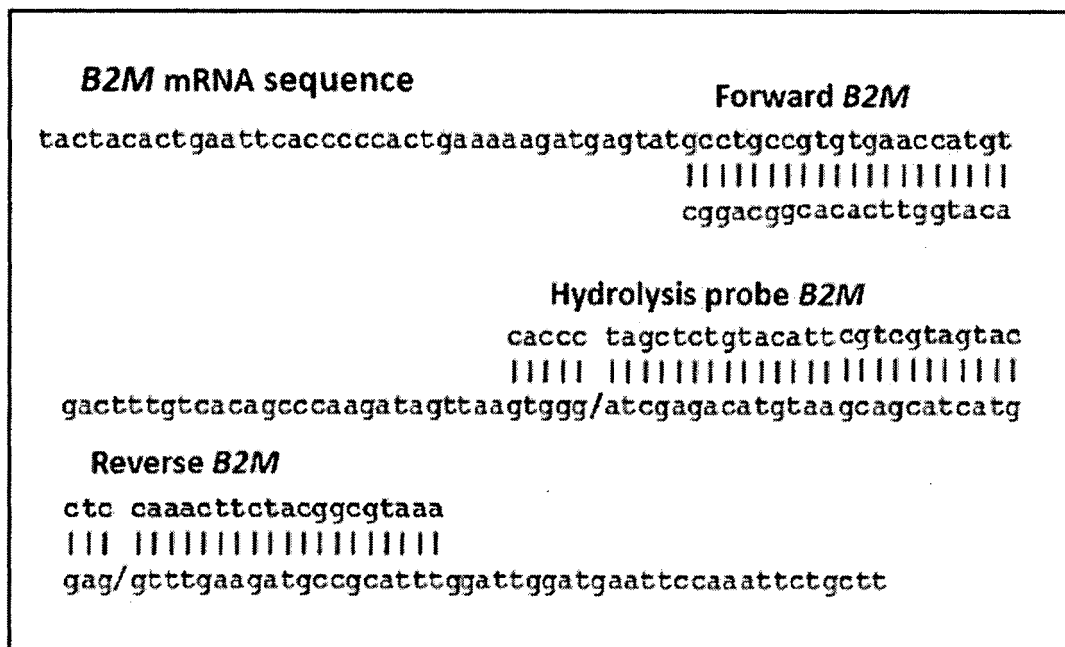 B2M mRNA sequence
Forward B2M
tactacactgaattcacccccactgaaaaagatgagtatgcctgccgtgtgaaccatgt
cggacggcacacttggtaca
Hydrolysis probe B2M
caccc tagctctgtacattcgtcgtagtac
gactttgtcacagcccaagatagttaagtggg/atcgagacatgtaagcagcatcatg
Reverse B2M
ctc caaacttctacggcgtaaa
gag/gtttgaagatgccgcatttggattggatgaattccaaattctgctt